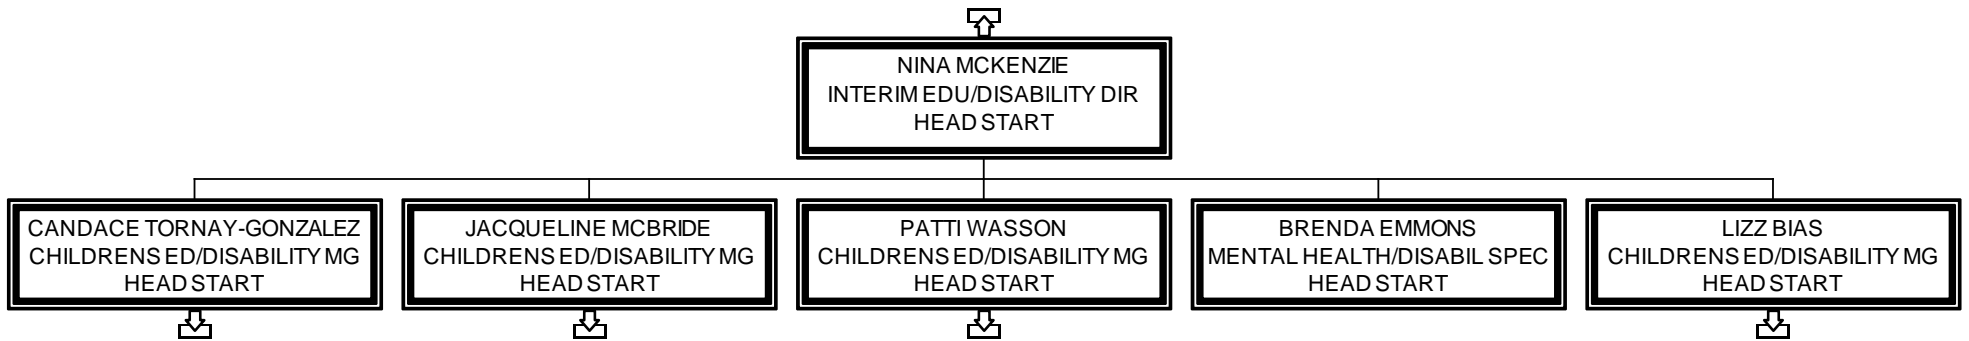 NINA MCKENZIE
INTERIM EDU/DISABILITY DIR
HEAD START
CANDACE TORNAY-GONZALEZ
CHILDRENS ED/DISABILITY MG
HEAD START
JACQUELINE MCBRIDE
CHILDRENS ED/DISABILITY MG
HEAD START
PATTI WASSON
CHILDRENS ED/DISABILITY MG
HEAD START
BRENDA EMMONS
MENTAL HEALTH/DISABIL SPEC
HEAD START
LIZZ BIAS
CHILDRENS ED/DISABILITY MG
HEAD START